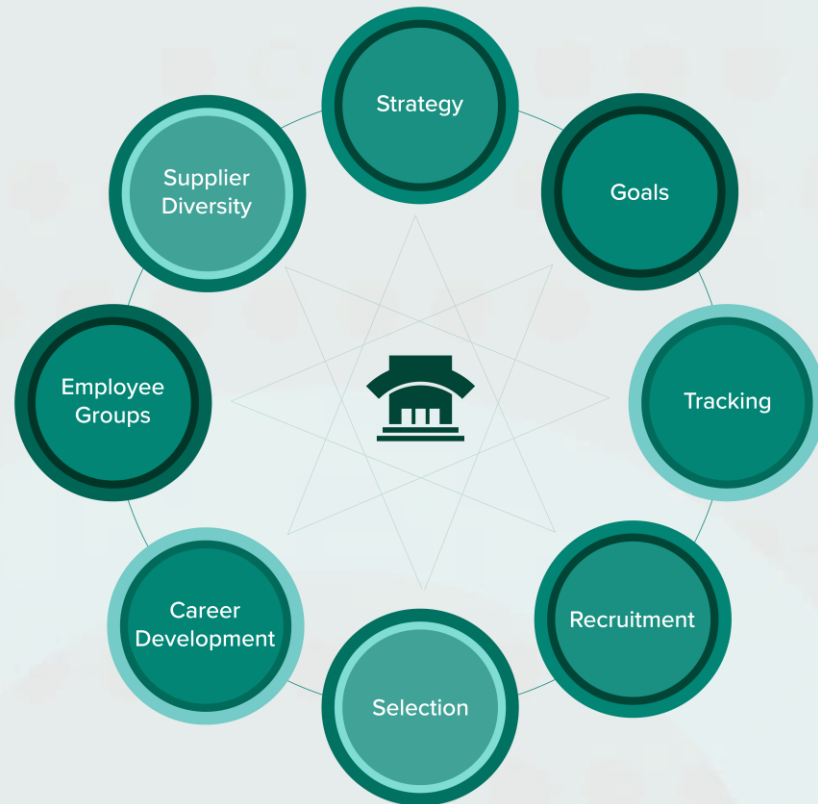 Strategy
Goals
Tracking
Recruitment
Selection
Career
Development
Employee
Groups
Supplier
Diversity